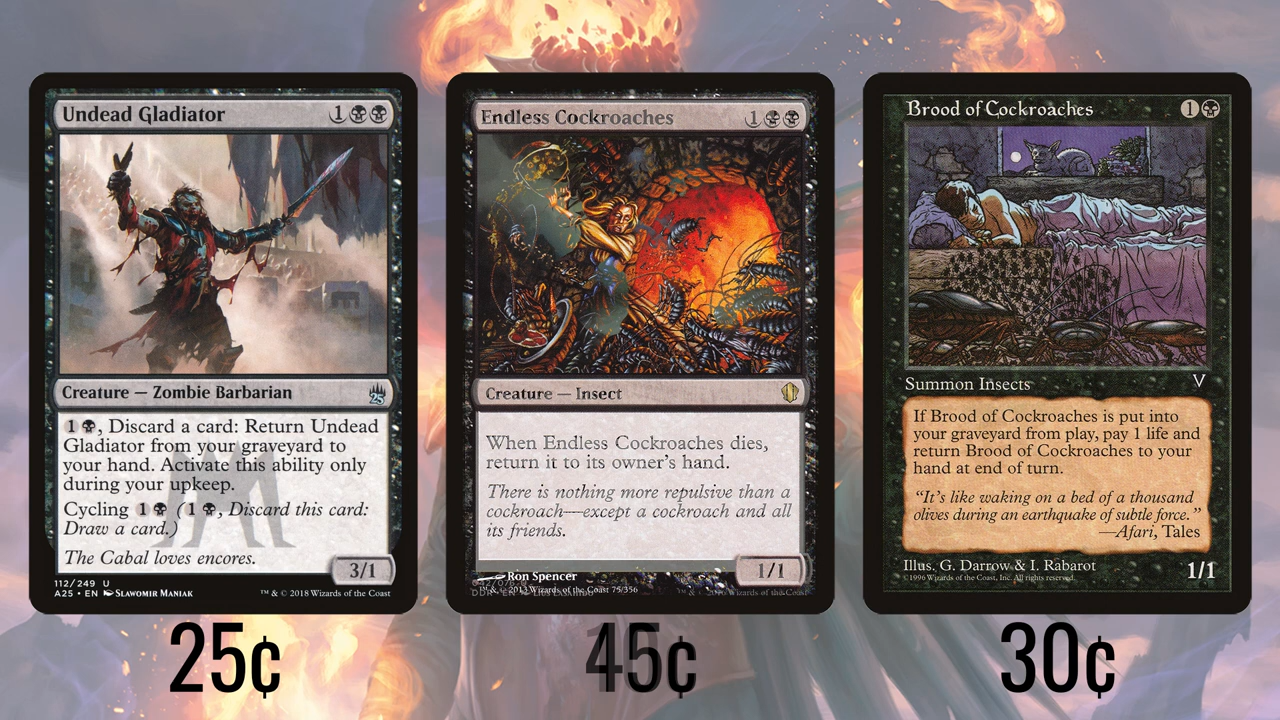 Undead Gladiator
1
Creature — Zombie Barbarian
25
1, Discard a card: Return Undead
Gladiator from your graveyard to
your hand. Activate this ability only
during your upkeep.
Cycling 1 (1, Discard this card:
Draw a card.)
The Cabal loves encores.
3/1
112/249 U
A25 • EN SLAWOMIR MANIAK
™ & © 2018 Wizards of the Coast
25¢
Endless Cockroaches
1
Creature — Insect
When Endless Cockroaches dies,
return it to its owner's hand.
There is nothing more repulsive than a
cockroach—except a cockroach and all
its friends.
1/1
Ron Spencer
Wizards of the Coast 75/356
45¢
Brood of Cockroaches
1
Summon Insects
If Brood of Cockroaches is put into
your graveyard from play, pay 1 life and
return Brood of Cockroaches to your
hand at end of turn.
“It's like waking on a bed of a thousand
olives during an earthquake of subtle force.”
—Afari, Tales
Illus. G. Darrow & I. Rabarot
©1996 Wizards of the Coast, Inc. All rights reserved.
1/1
30¢